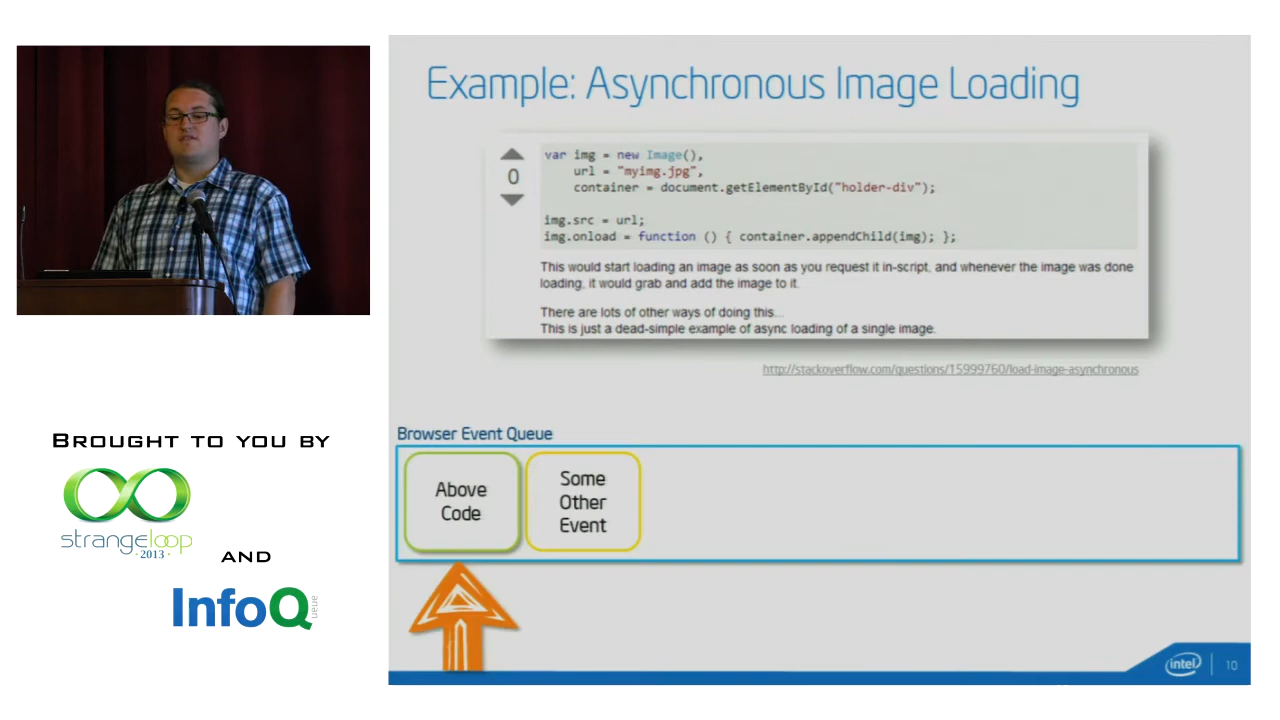 Example: Asynchronous Image Loading
0
var img = new Image(),
url = "myimg.jpg",
container = document.getElementById("holder-div");
img.src = url;
img.onload = function () { container.appendChild(img); };
This would start loading an image as soon as you request it in-script, and whenever the image was done
loading, it would grab and add the image to it.
There are lots of other ways of doing this...
This is just a dead-simple example of async loading of a single image.
http://stackoverflow.com/questions/15999760/load-image-asynchronous
Browser Event Queue
Above
Code
Some
Other
Event
intel
10
BROUGHT TO YOU BY
strangeloop
· 2013 ·
AND
InfoQ
ueue